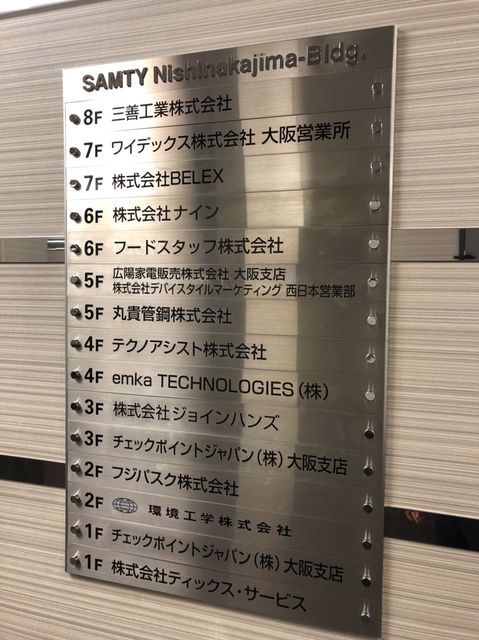 SAMTY Nishinakajima-Bldg.
8F 三善工業株式会社
7F ワイデックス株式会社 大阪営業所
7F 株式会社BELEX
6F 株式会社ナイン
6F フードスタッフ株式会社
5F 広陽家電販売株式会社 大阪支店
株式会社デバイスタイルマーケティング 西日本営業部
5F 丸貴管鋼株式会社
4F テクノアシスト株式会社
4F emka TECHNOLOGIES(株)
3F 株式会社ジョインハンズ
3F チェックポイントジャパン(株)大阪支店
2F フジパスク株式会社
2F 環境工学株式会社
1F チェックポイントジャパン(株)大阪支店
1F 株式会社ティックス・サービス